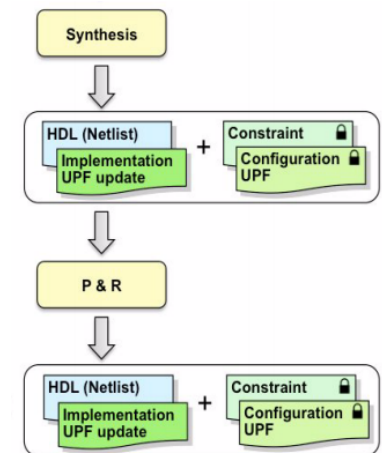 Synthesis
HDL (Netlist)
Implementation
UPF update
+
Constraint
Configuration
UPF
P & R
HDL (Netlist)
Implementation
UPF update
+
Constraint
Configuration
UPF